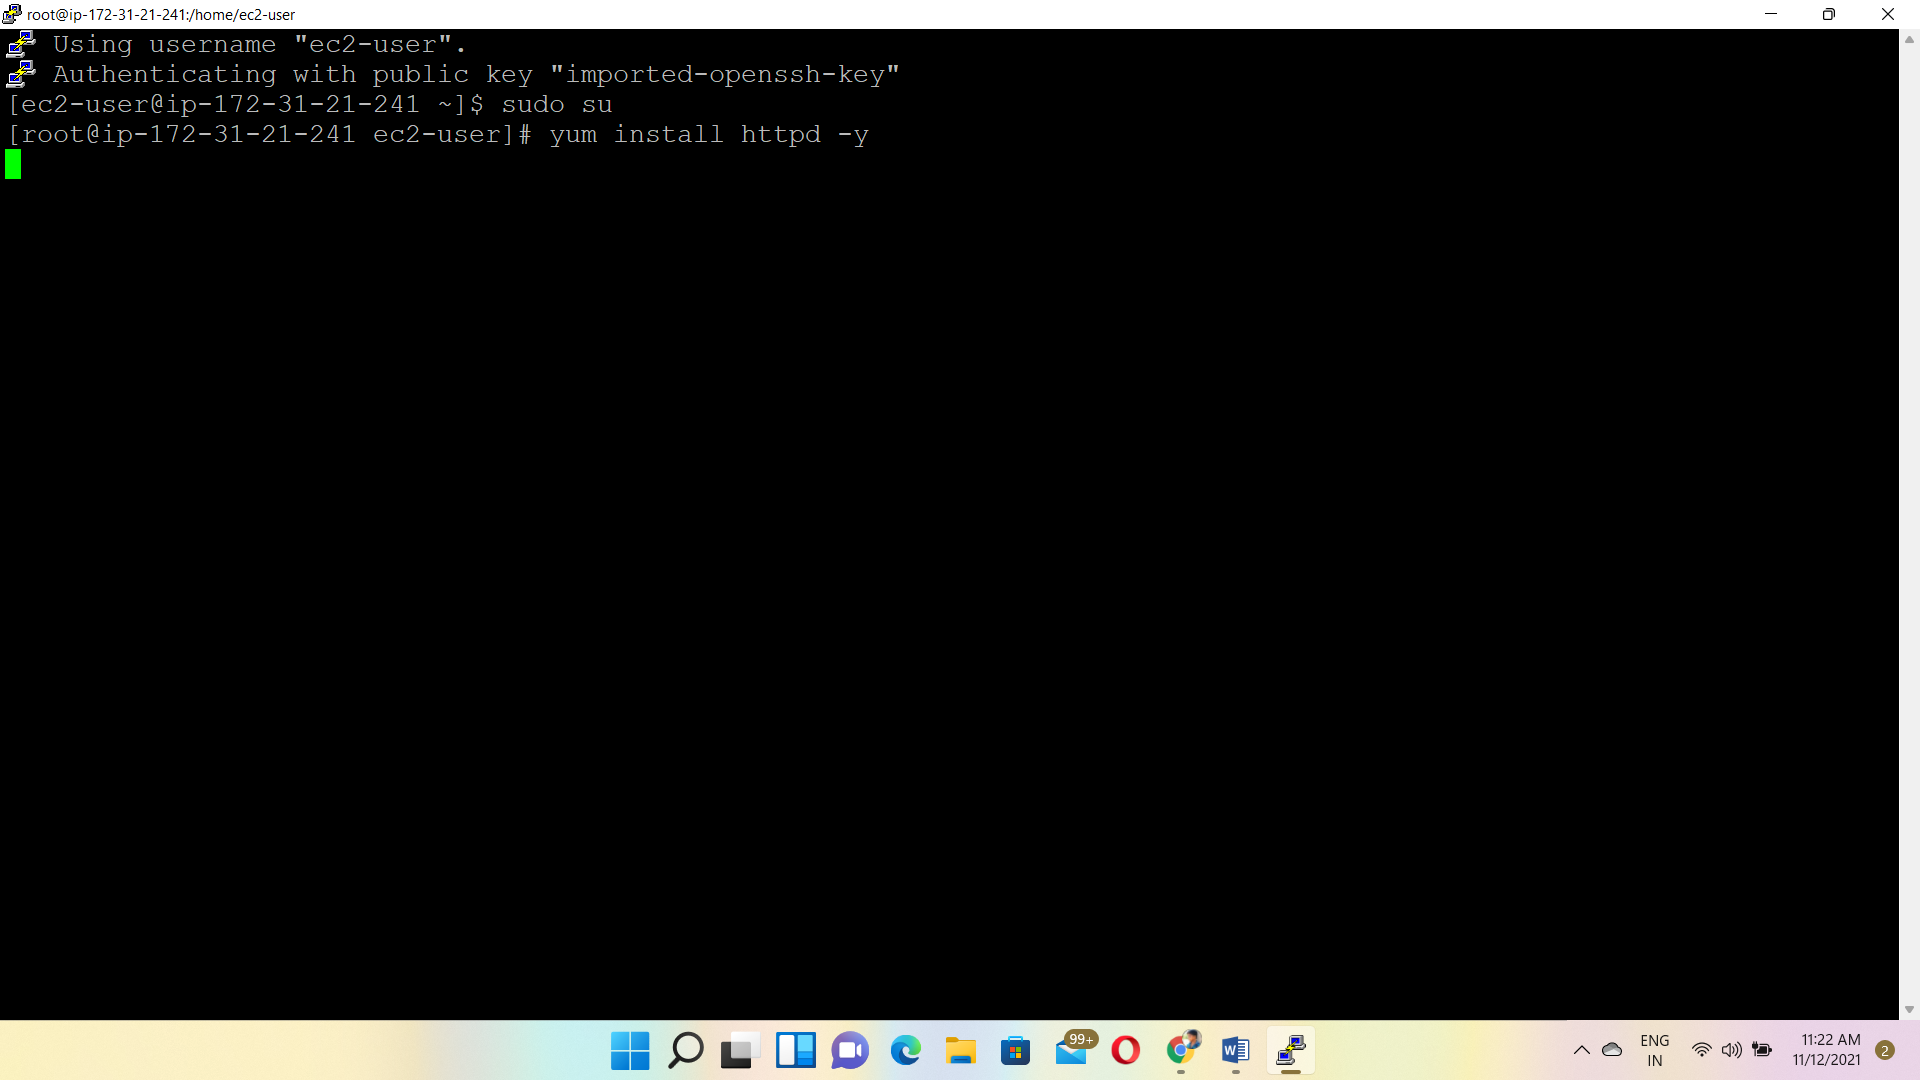 root@ip-172-31-21-241:/home/ec2-user
Using username "ec2-user".
Authenticating with public key "imported-openssh-key"
[ec2-user@ip-172-31-21-241 ~]$ sudo su
[root@ip-172-31-21-241 ec2-user]# yum install httpd -y
99+
W
ENG
IN
11:22 AM
11/12/2021
2